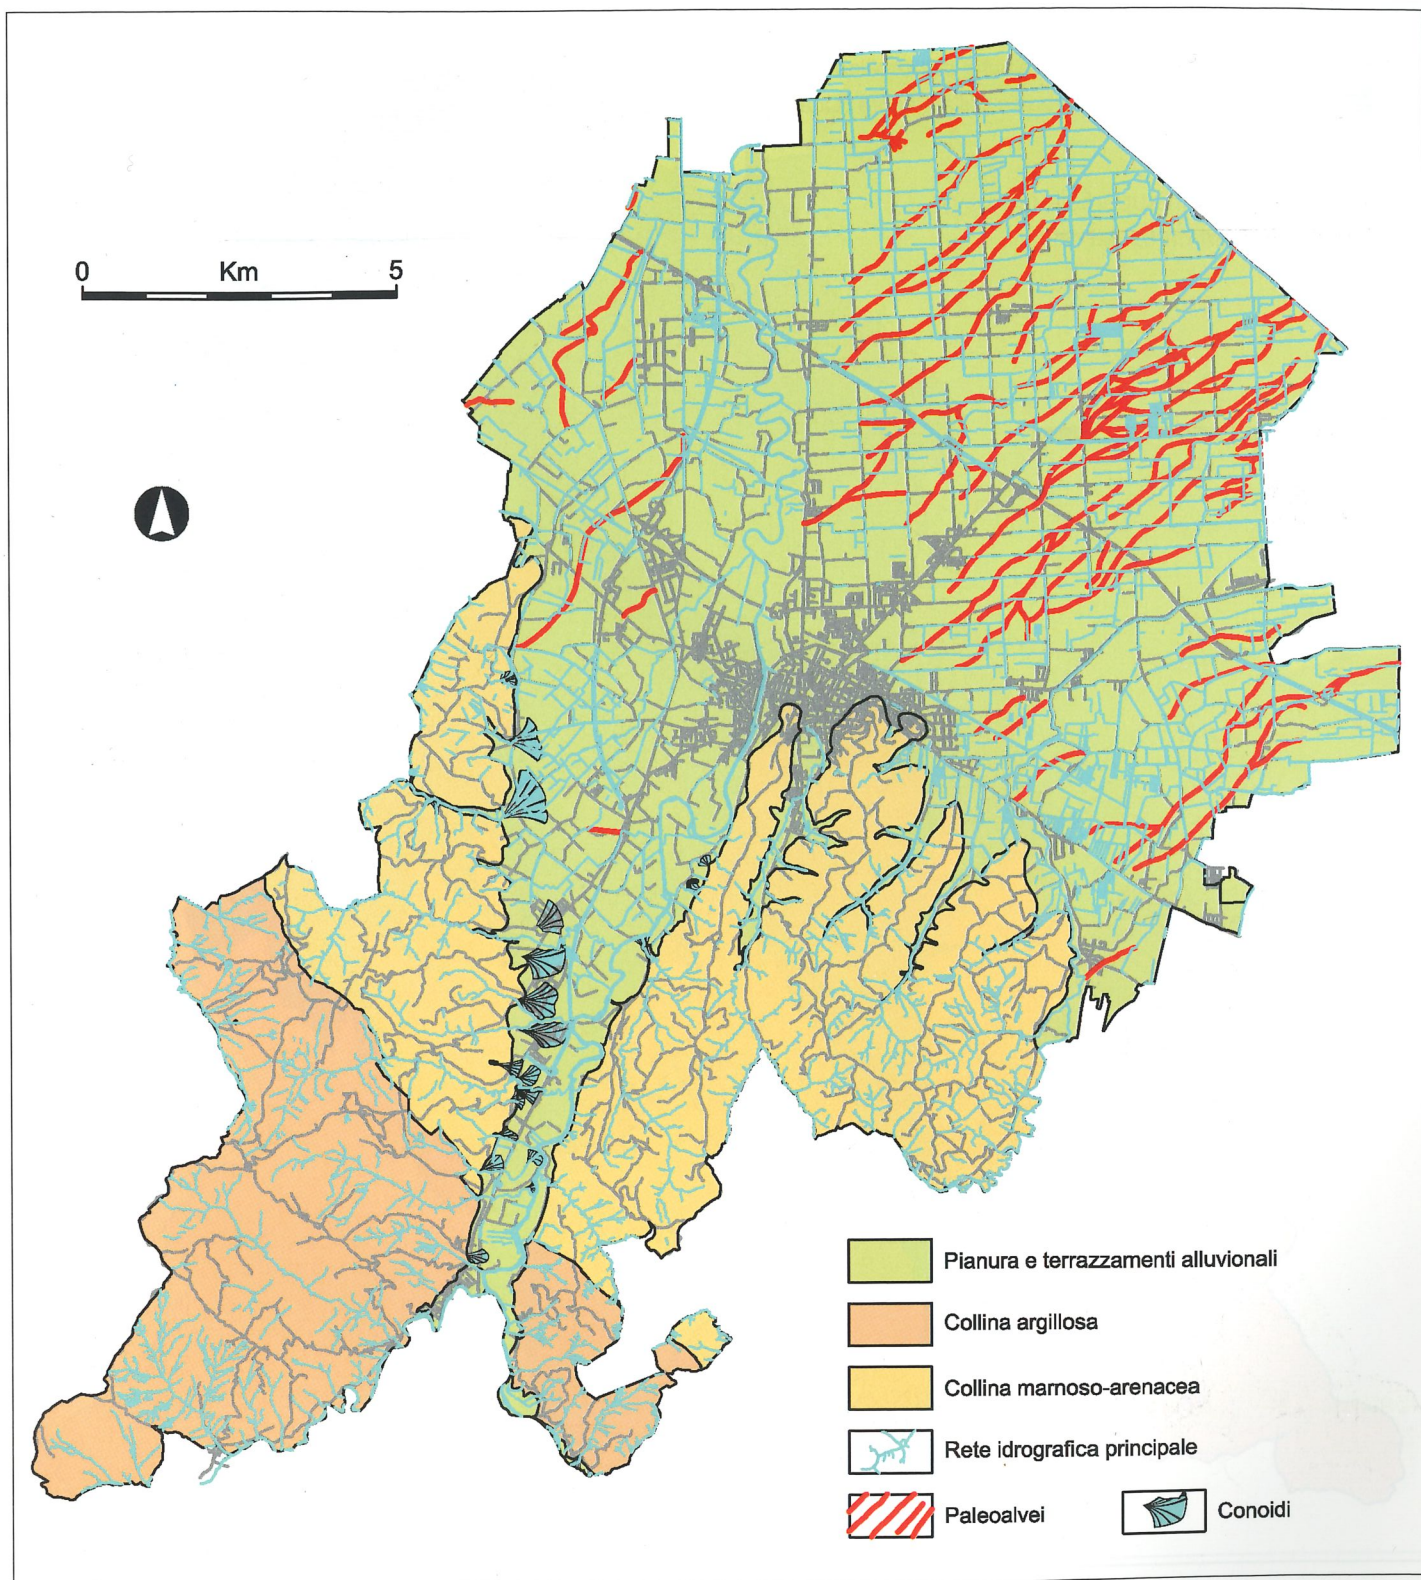 0 Km 5
Pianura e terrazzamenti alluvionali
Collina argillosa
Collina marnoso-arenacea
Rete idrografica principale
Paleoalvei
Conoidi